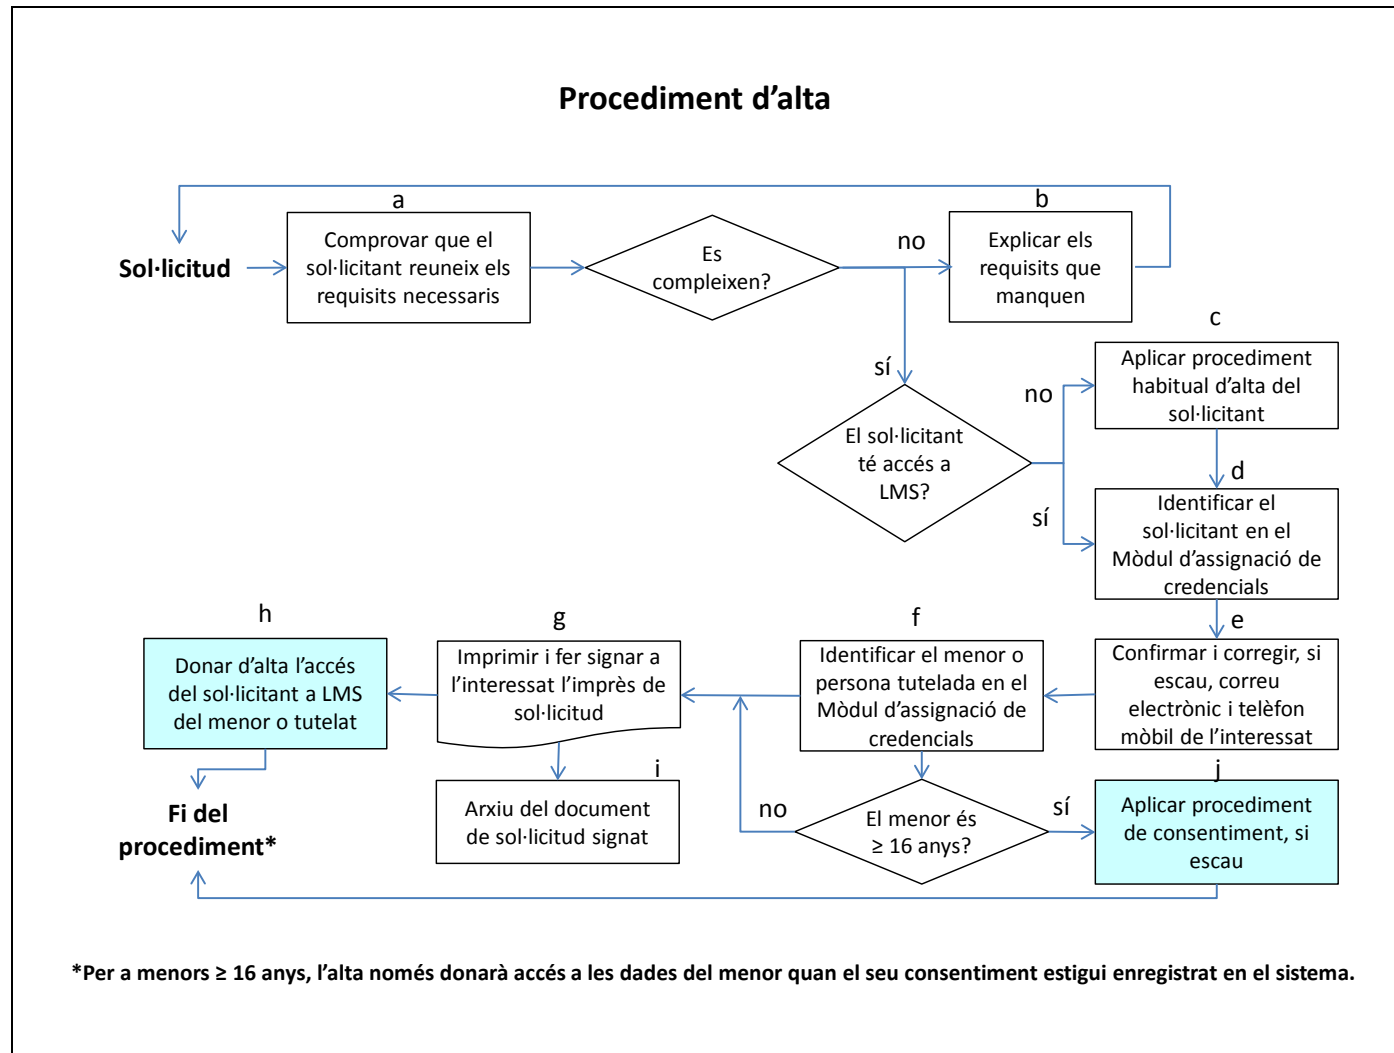 Procediment d'alta
a
b
Sol·licitud
Comprovar que el
sol·licitant reuneix els
requisits necessaris
Es
compleixen?
no
Explicar els
requisits que
manquen
sí
c
El sol·licitant
té accés a
LMS?
no
Aplicar procediment
habitual d'alta del
sol·licitant
d
sí
Identificar el
sol·licitant en el
Mòdul d'assignació de
credencials
e
Confirmar i corregir, si
escau, correu
electrònic i telèfon
mòbil de l'interessat
f
Identificar el menor o
persona tutelada en el
Mòdul d'assignació de
credencials
g
Imprimir i fer signar a
l'interessat l'imprès de
sol·licitud
h
Donar d'alta l'accés
del sol·licitant a LMS
del menor o tutelat
i
Arxiu del document
de sol·licitud signat
no
El menor és
≥ 16 anys?
sí
j
Aplicar procediment
de consentiment, si
escau
Fi del
procediment*
*Per a menors ≥ 16 anys, l'alta només donarà accés a les dades del menor quan el seu consentiment estigui enregistrat en el sistema.